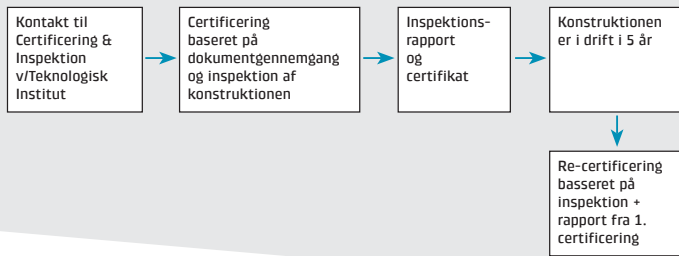 Kontakt til
Certificering &
Inspektion
v/Teknologisk
Institut
Certificering
baseret på
dokumentgennemgang
og inspektion af
konstruktionen
Inspektions-
rapport
og
certifikat
Konstruktionen
er i drift i 5 år
Re-certificering
basseret på
inspektion +
rapport fra 1.
certificering